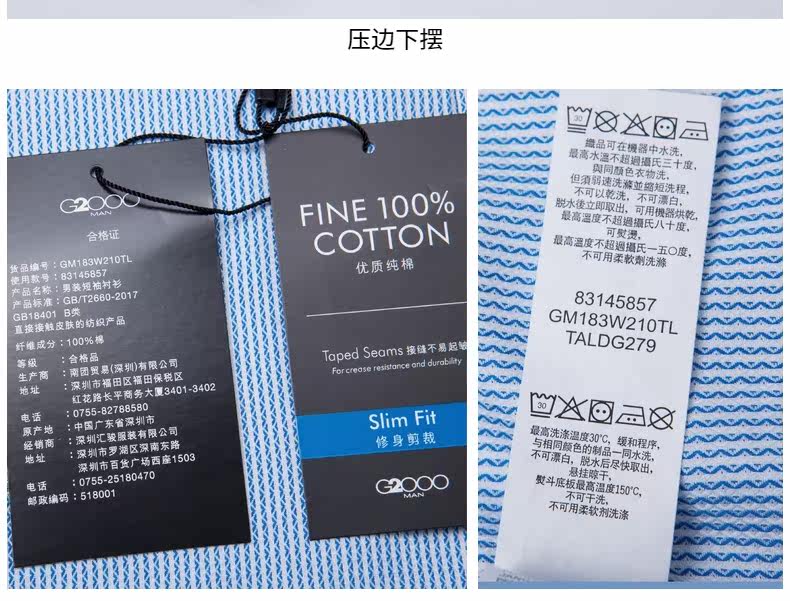 压边下摆
G2000
MAN
合格证
货品编号：GM183W210TL
使用款号：83145857
产品名称：男装短袖衬衫
产品标准：GB/T2660-2017
GB18401 B类
直接接触皮肤的纺织产品
纤维成分：100%棉
等级 ：合格品
生产商 ：南团贸易(深圳)有限公司
地址 ：深圳市福田区福田保税区
红花路长平商务大厦3401-3402
电话 ：0755-82788580
原产地 ：中国广东省深圳市
经销商 ：深圳汇骏服装有限公司
地址 ：深圳市罗湖区深南东路
深圳市百货广场西座1503
电话 ：0755-25180470
邮政编码：518001
FINE 100%
COTTON
优质纯棉
Taped Seams 接缝不易起皱
For crease resistance and durability
Slim Fit
修身剪裁
G2000
MAN
30
織品可在機器中水洗，
最高水溫不超過攝氏三十度，
與同顏色衣物洗，
但須弱速洗滌並縮短洗程，
不可以乾洗，不可漂白，
脫水後立即取出，可用機器烘乾，
最高溫度不超過攝氏八十度，
可熨燙，
最高溫度不超過攝氏一五〇度，
不可用柔軟劑洗滌
83145857
GM183W210TL
TALDG279
30
最高洗涤温度30℃，缓和程序，
与相同颜色的制品一同水洗，
不可漂白，脱水后尽快取出，
悬挂晾干，
熨斗底板最高温度150℃，
不可干洗，
不可用柔软剂洗涤